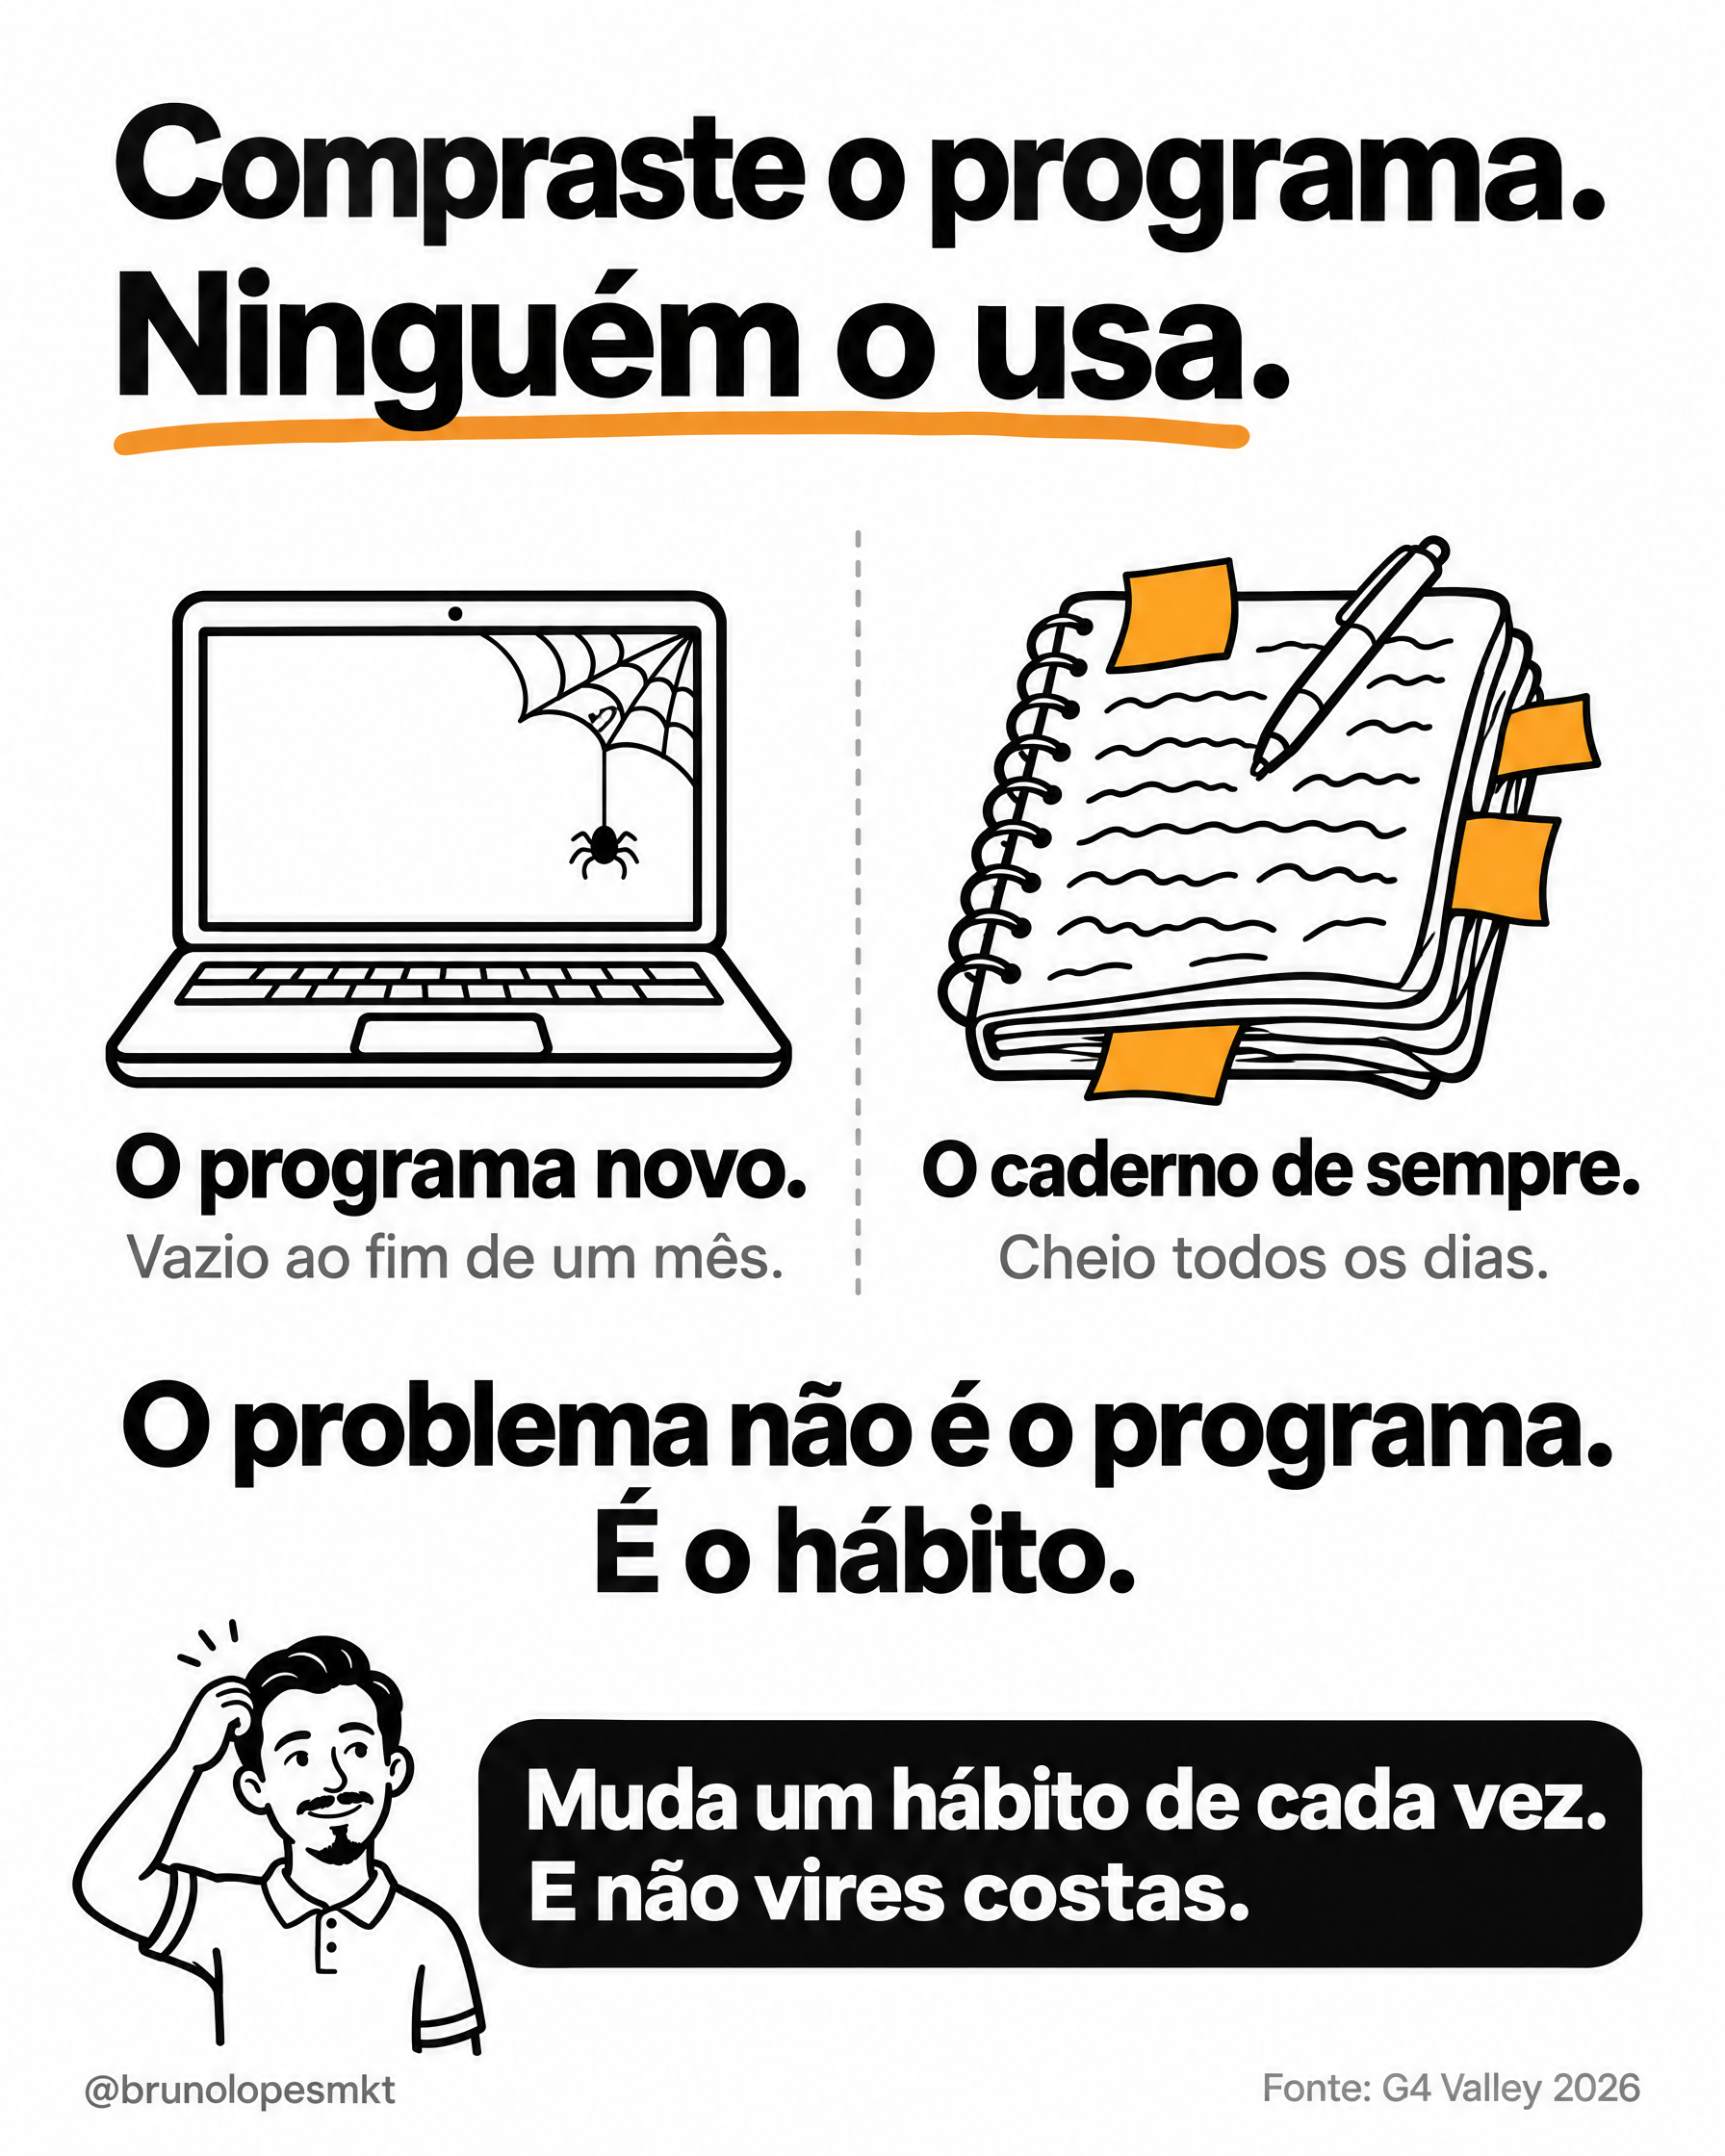 Compraste o programa.
Ninguém o usa.
O programa novo.
Vazio ao fim de um mês.
O caderno de sempre.
Cheio todos os dias.
O problema não é o programa.
É o hábito.
Muda um hábito de cada vez.
E não vires costas.
@brunolopesmkt
Fonte: G4 Valley 2026